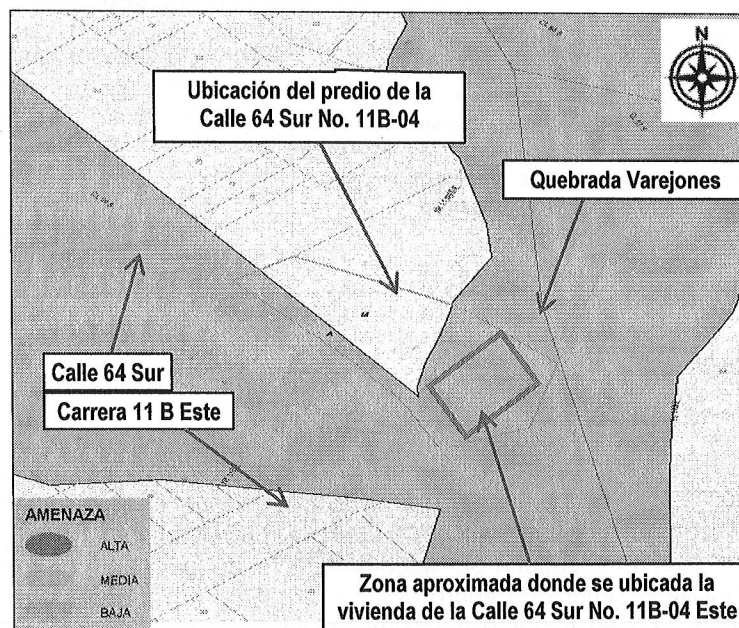 N
Ubicación del predio de la
Calle 64 Sur No. 11B-04
Quebrada Varejones
M
A
Calle 64 Sur
Carrera 11 B Este
AMENAZA
ALTA
MEDIA
BAJA
Zona aproximada donde se ubicada la
vivienda de la Calle 64 Sur No. 11B-04 Este